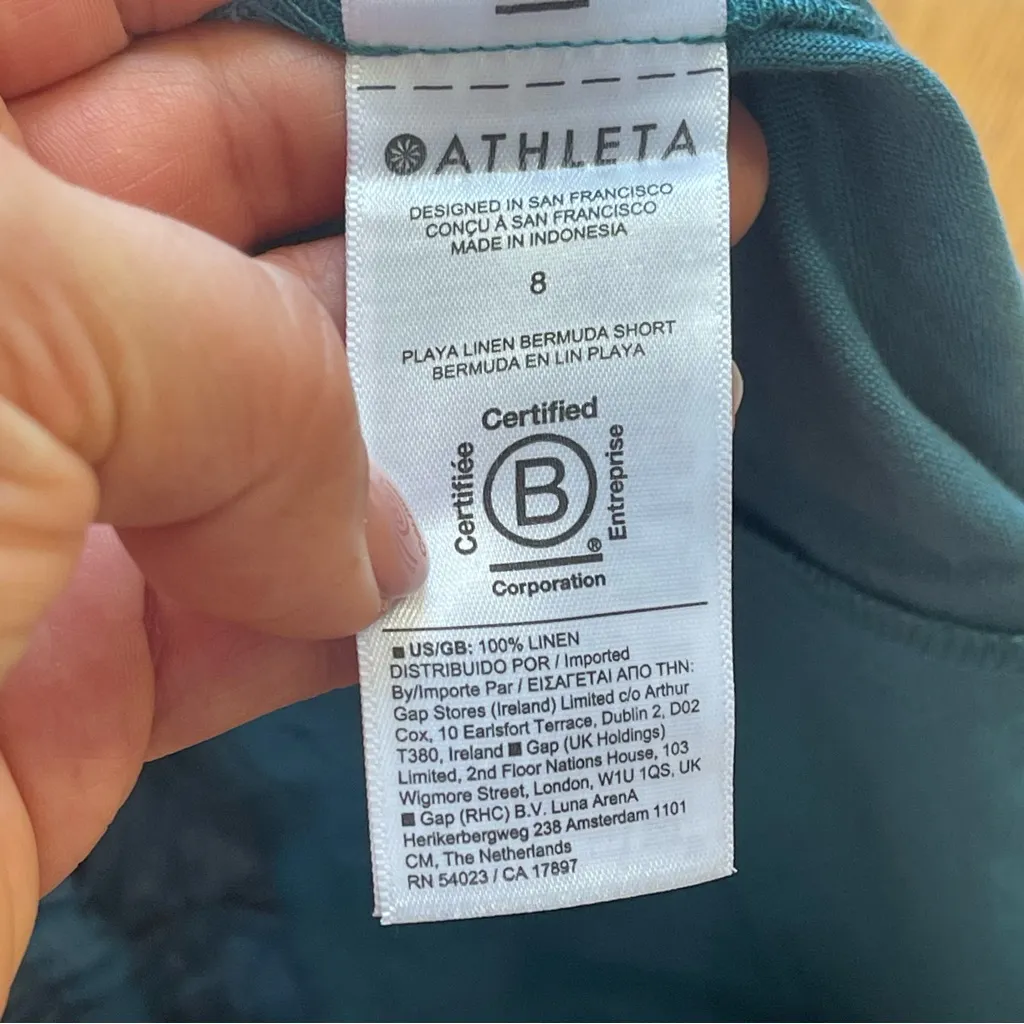 ATHLETA
DESIGNED IN SAN FRANCISCO
CONÇU À SAN FRANCISCO
MADE IN INDONESIA
8
PLAYA LINEN BERMUDA SHORT
BERMUDA EN LIN PLAYA
Certified
Certifiée
B
Entreprise
®
Corporation
■ US/GB: 100% LINEN
DISTRIBUIDO POR / Imported
By/Importe Par / ΕΙΣΑΓΕΤΑΙ ΑΠΟ ΤΗΝ:
Gap Stores (Ireland) Limited c/o Arthur
Cox, 10 Earlsfort Terrace, Dublin 2, D02
T380, Ireland ■ Gap (UK Holdings)
Limited, 2nd Floor Nations House, 103
Wigmore Street, London, W1U 1QS, UK
■ Gap (RHC) B.V. Luna ArenA
Herikerbergweg 238 Amsterdam 1101
CM, The Netherlands
RN 54023 / CA 17897